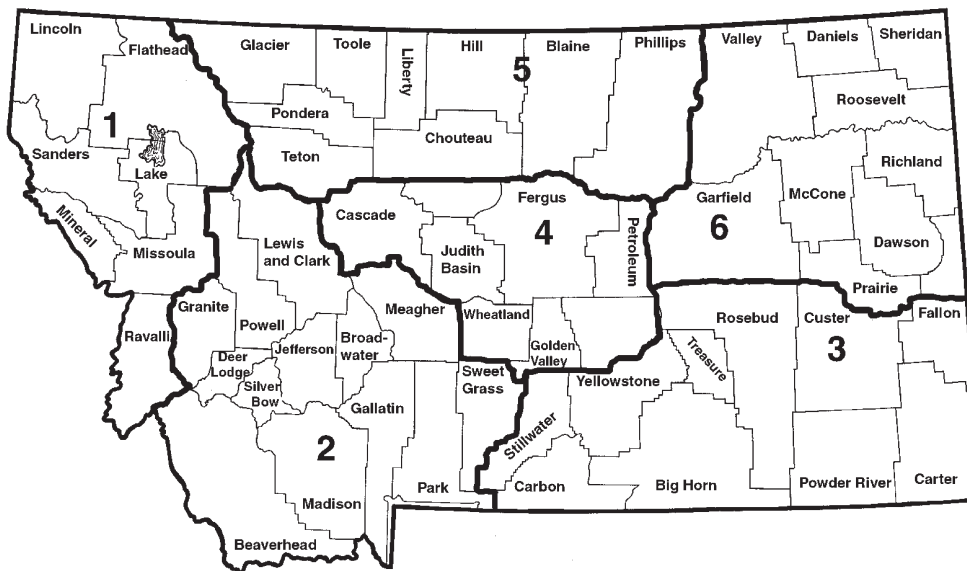 Lincoln
Flathead
Glacier
Toole
Liberty
Hill
5
Blaine
Phillips
Valley
Daniels
Sheridan
Roosevelt
Pondera
1
Chouteau
Sanders
Lake
Teton
Richland
McCone
Garfield
6
Fergus
4
Petroleum
Cascade
Mineral
Missoula
Lewis
and Clark
Judith
Basin
Dawson
Prairie
Granite
Ravalli
Powell
Meagher
Wheatland
Rosebud
Custer
Fallon
3
Jefferson
Broad-
water
Golden
Valley
Treasure
Deer
Lodge
Silver
Bow
Sweet
Grass
Yellowstone
Gallatin
2
Stillwater
Madison
Park
Carbon
Big Horn
Powder River
Carter
Beaverhead